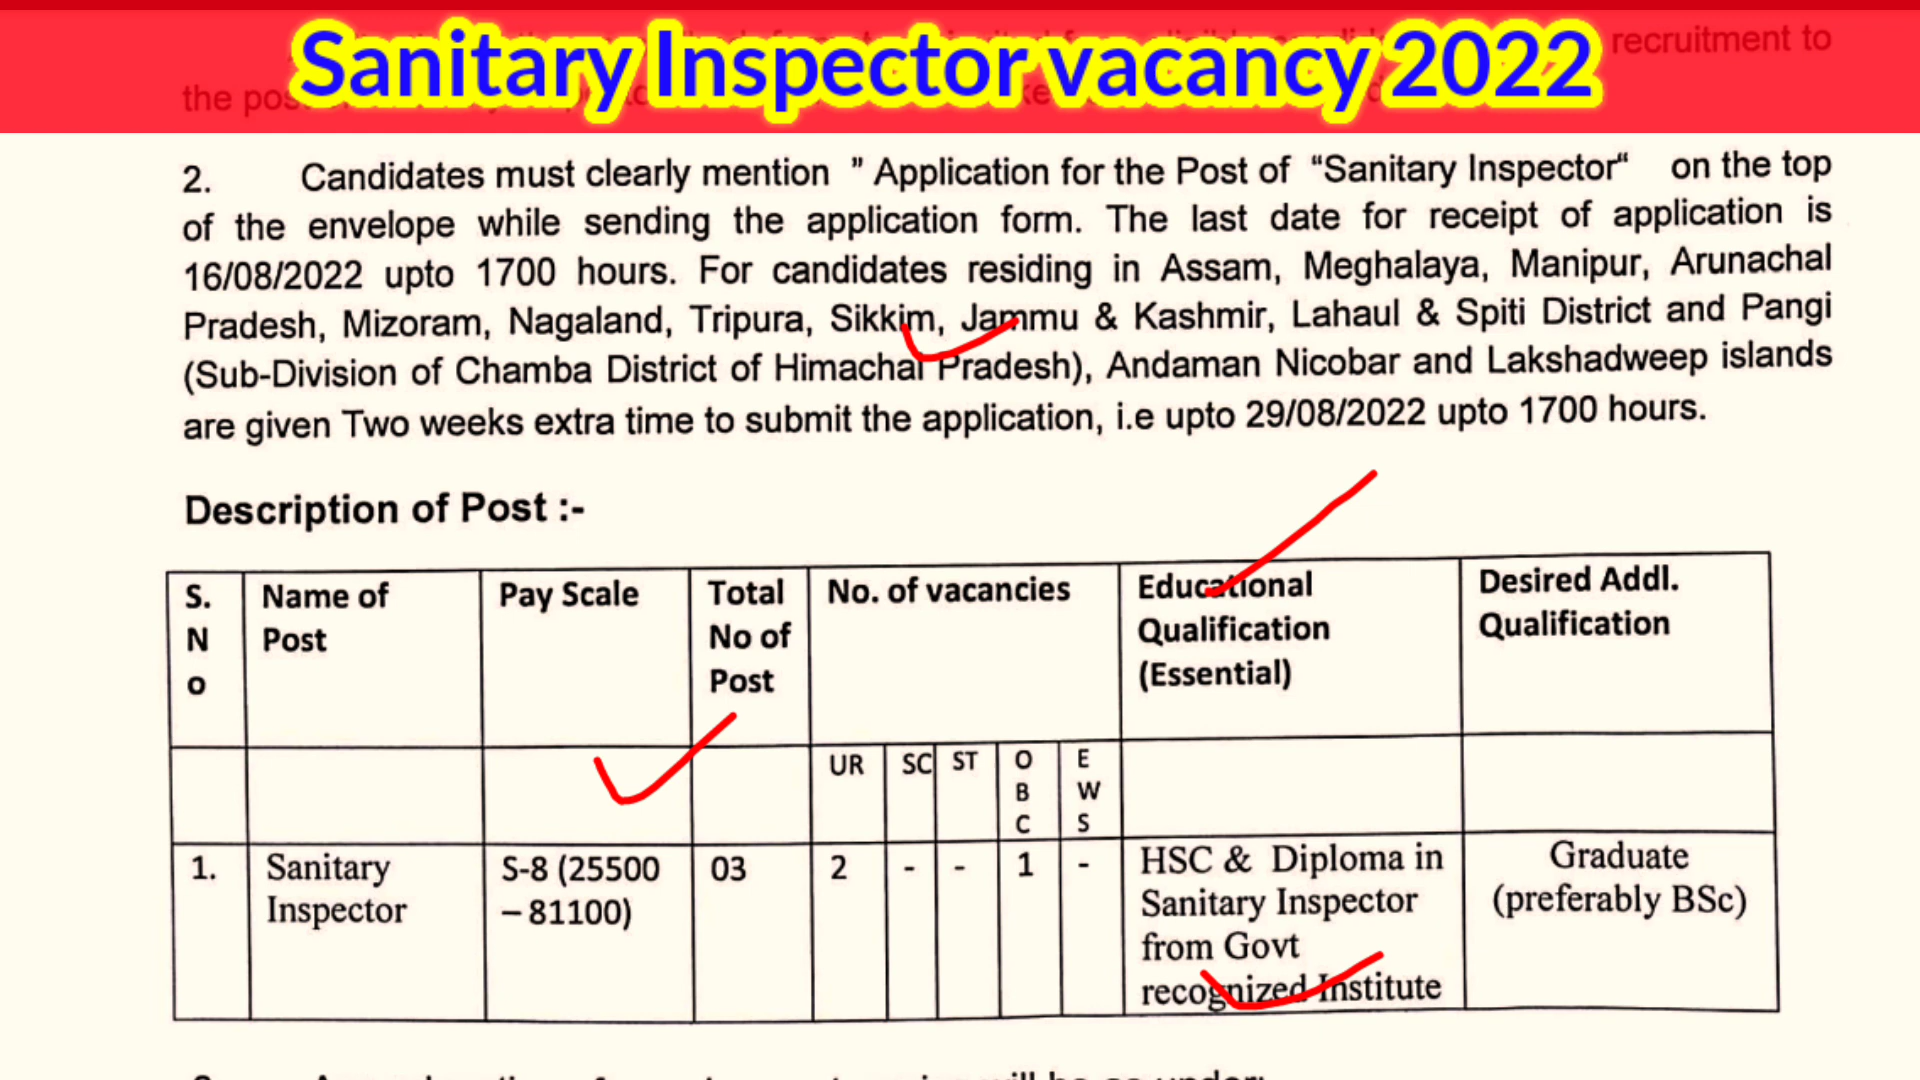 Sanitary Inspector vacancy 2022
recruitment to
the
2. Candidates must clearly mention ” Application for the Post of “Sanitary Inspector“ on the top
of the envelope while sending the application form. The last date for receipt of application is
16/08/2022 upto 1700 hours. For candidates residing in Assam, Meghalaya, Manipur, Arunachal
Pradesh, Mizoram, Nagaland, Tripura, Sikkim, Jammu & Kashmir, Lahaul & Spiti District and Pangi
(Sub-Division of Chamba District of Himachal Pradesh), Andaman Nicobar and Lakshadweep islands
are given Two weeks extra time to submit the application, i.e upto 29/08/2022 upto 1700 hours.
Description of Post :-
S. N o
Name of Post
Pay Scale
Total No of Post
No. of vacancies
Educational Qualification (Essential)
Desired Addl. Qualification
UR SC ST OBC EWS
1.
Sanitary Inspector
S-8 (25500 – 81100)
03
2 - - 1 -
HSC & Diploma in Sanitary Inspector from Govt recognized Institute
Graduate (preferably BSc)